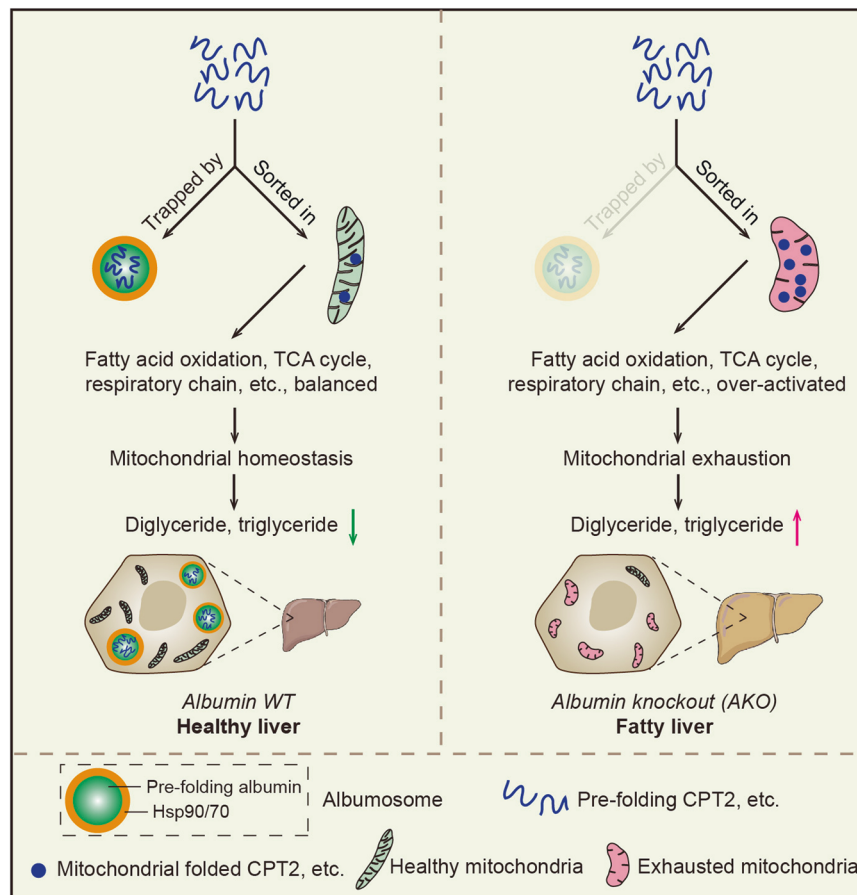 Trapped by
Sorted in
Fatty acid oxidation, TCA cycle,
respiratory chain, etc., balanced
Mitochondrial homeostasis
Diglyceride, triglyceride
Albumin WT
Healthy liver
Trapped by
Sorted in
Fatty acid oxidation, TCA cycle,
respiratory chain, etc., over-activated
Mitochondrial exhaustion
Diglyceride, triglyceride
Albumin knockout (AKO)
Fatty liver
Pre-folding albumin
Hsp90/70
Albumosome
Pre-folding CPT2, etc.
Mitochondrial folded CPT2, etc.
Healthy mitochondria
Exhausted mitochondria